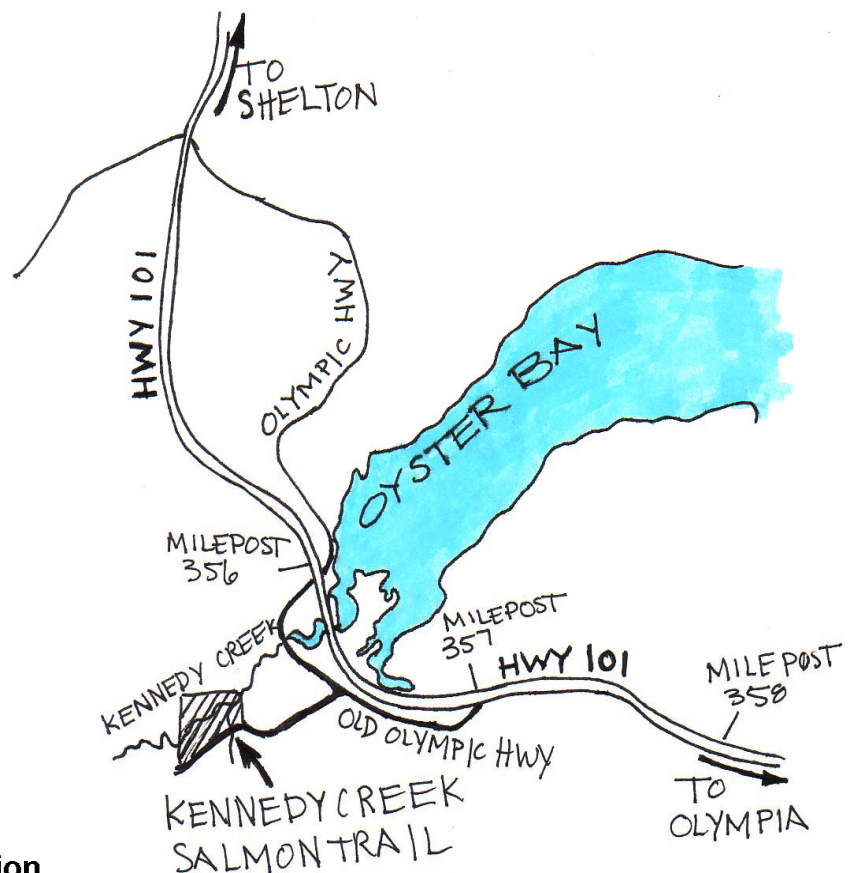 TO
SHELTON
HWY 101
OLYMPIC HWY
OYSTER BAY
MILEPOST
356
MILEPOST
357
HWY 101
MILEPOST
358
KENNEDY CREEK
OLD OLYMPIC HWY
TO
OLYMPIA
KENNEDY CREEK
SALMON TRAIL
ion